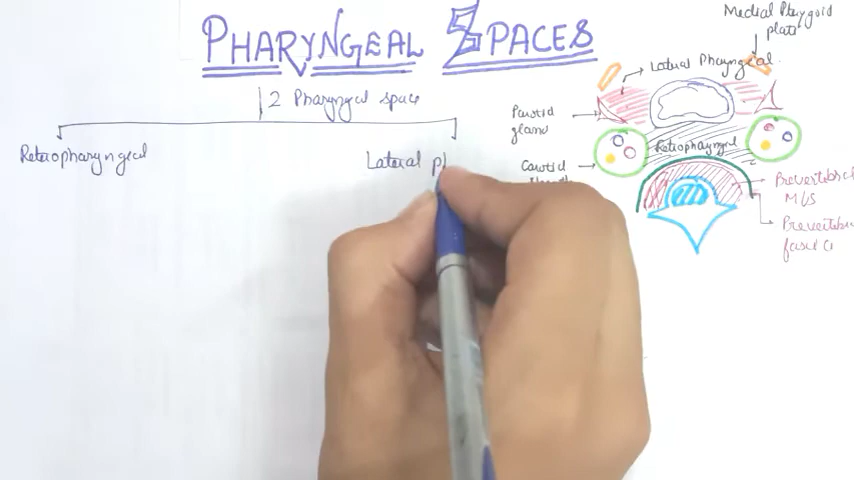 PHARYNGEAL SPACES
2 Pharyngeal space
Retropharyngeal
Lateral
Medial Pterygoid
plate
Lateral Pharyngeal
Parotid
gland
Retropharyngeal
Carotid
Prevertebral
M/S
Prevertebral
fascia